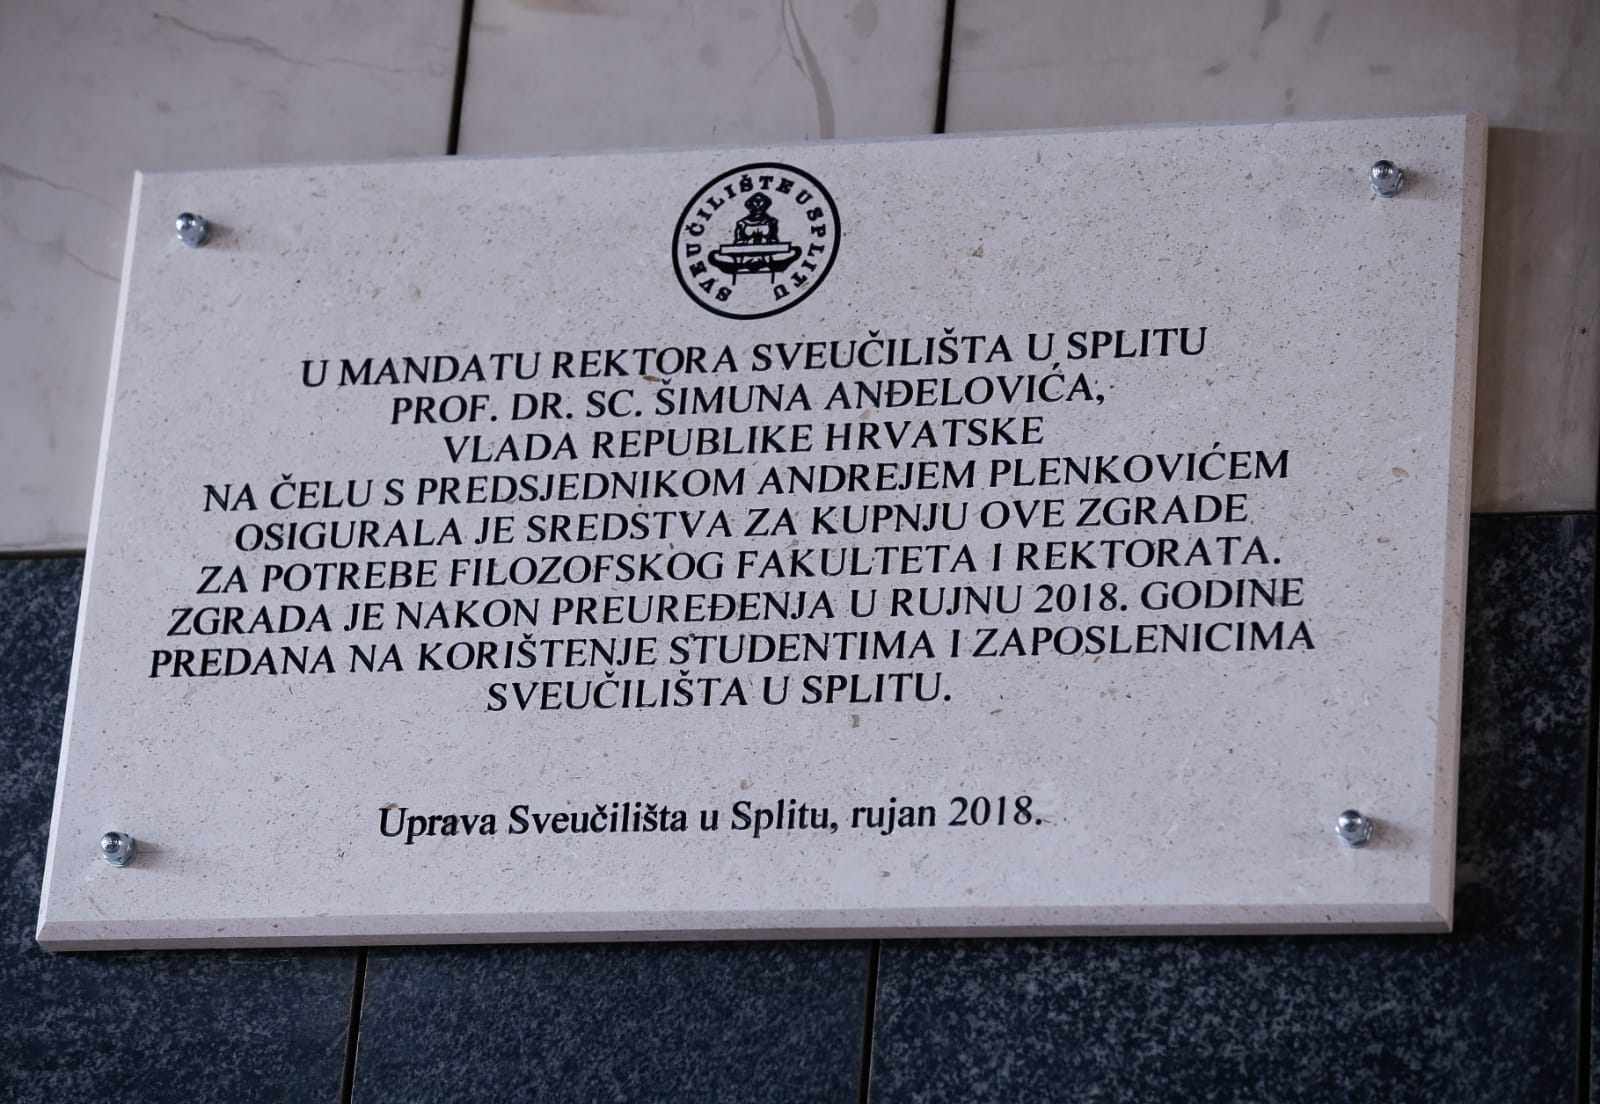 SVEUČILIŠTE U SPLITU
U MANDATU REKTORA SVEUČILIŠTA U SPLITU
PROF. DR. SC. ŠIMUNA ANĐELOVIĆA,
VLADA REPUBLIKE HRVATSKE
NA ČELU S PREDSJEDNIKOM ANDREJEM PLENKOVIĆEM
OSIGURALA JE SREDSTVA ZA KUPNJU OVE ZGRADE
ZA POTREBE FILOZOFSKOG FAKULTETA I REKTORATA.
ZGRADA JE NAKON PREUREĐENJA U RUJNU 2018. GODINE
PREDANA NA KORIŠTENJE STUDENTIMA I ZAPOSLENICIMA
SVEUČILIŠTA U SPLITU.
Uprava Sveučilišta u Splitu, rujan 2018.